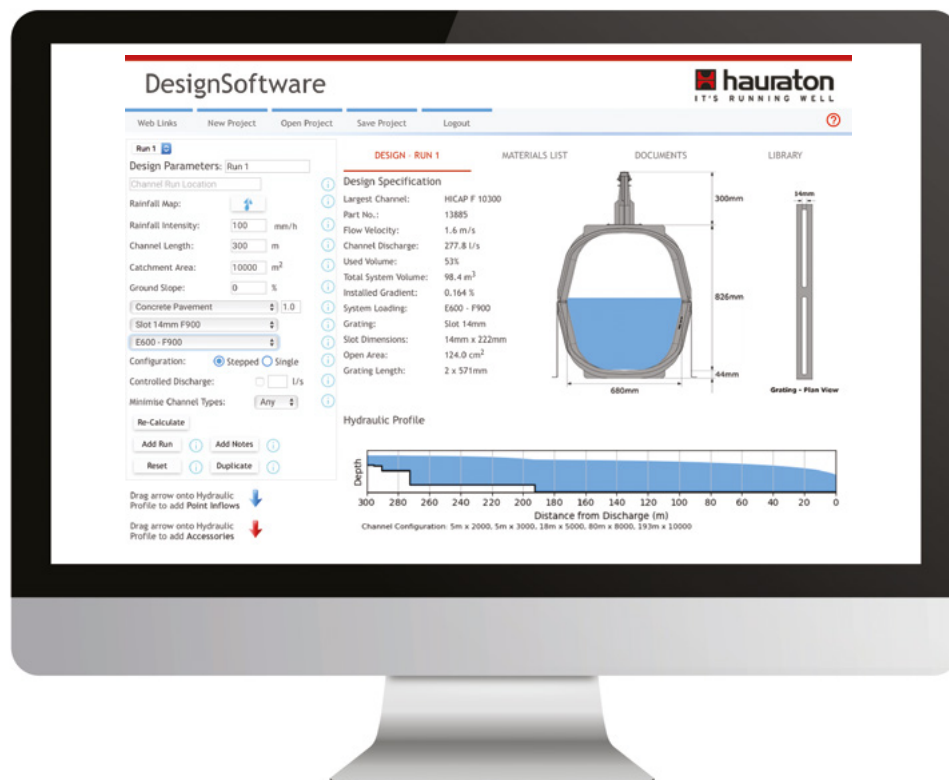 DesignSoftware
hauraton
IT'S RUNNING WELL
Web Links New Project Open Project Save Project Logout
?
Run 1
Design Parameters: Run 1
Channel Run Location
Rainfall Map:
Rainfall Intensity: 100 mm/h
Channel Length: 300 m
Catchment Area: 10000 m²
Ground Slope: 0 %
Concrete Pavement 1.0
Slot 14mm F900
E600 - F900
Configuration: Stepped Single
Controlled Discharge: l/s
Minimise Channel Types: Any
Re-Calculate
Add Run Add Notes
Reset Duplicate
Drag arrow onto Hydraulic
Profile to add Point Inflows
Drag arrow onto Hydraulic
Profile to add Accessories
DESIGN - RUN 1 MATERIALS LIST DOCUMENTS LIBRARY
Design Specification
Largest Channel: HICAP F 10300
Part No.: 13885
Flow Velocity: 1.6 m/s
Channel Discharge: 277.8 l/s
Used Volume: 53%
Total System Volume: 98.4 m³
Installed Gradient: 0.164 %
System Loading: E600 - F900
Grating: Slot 14mm
Slot Dimensions: 14mm x 222mm
Open Area: 124.0 cm²
Grating Length: 2 x 571mm
300mm
826mm
44mm
680mm
14mm
Grating - Plan View
Hydraulic Profile
Depth
300 280 260 240 220 200 180 160 140 120 100 80 60 40 20 0
Distance from Discharge (m)
Channel Configuration: 5m x 2000, 5m x 3000, 18m x 5000, 80m x 8000, 193m x 10000